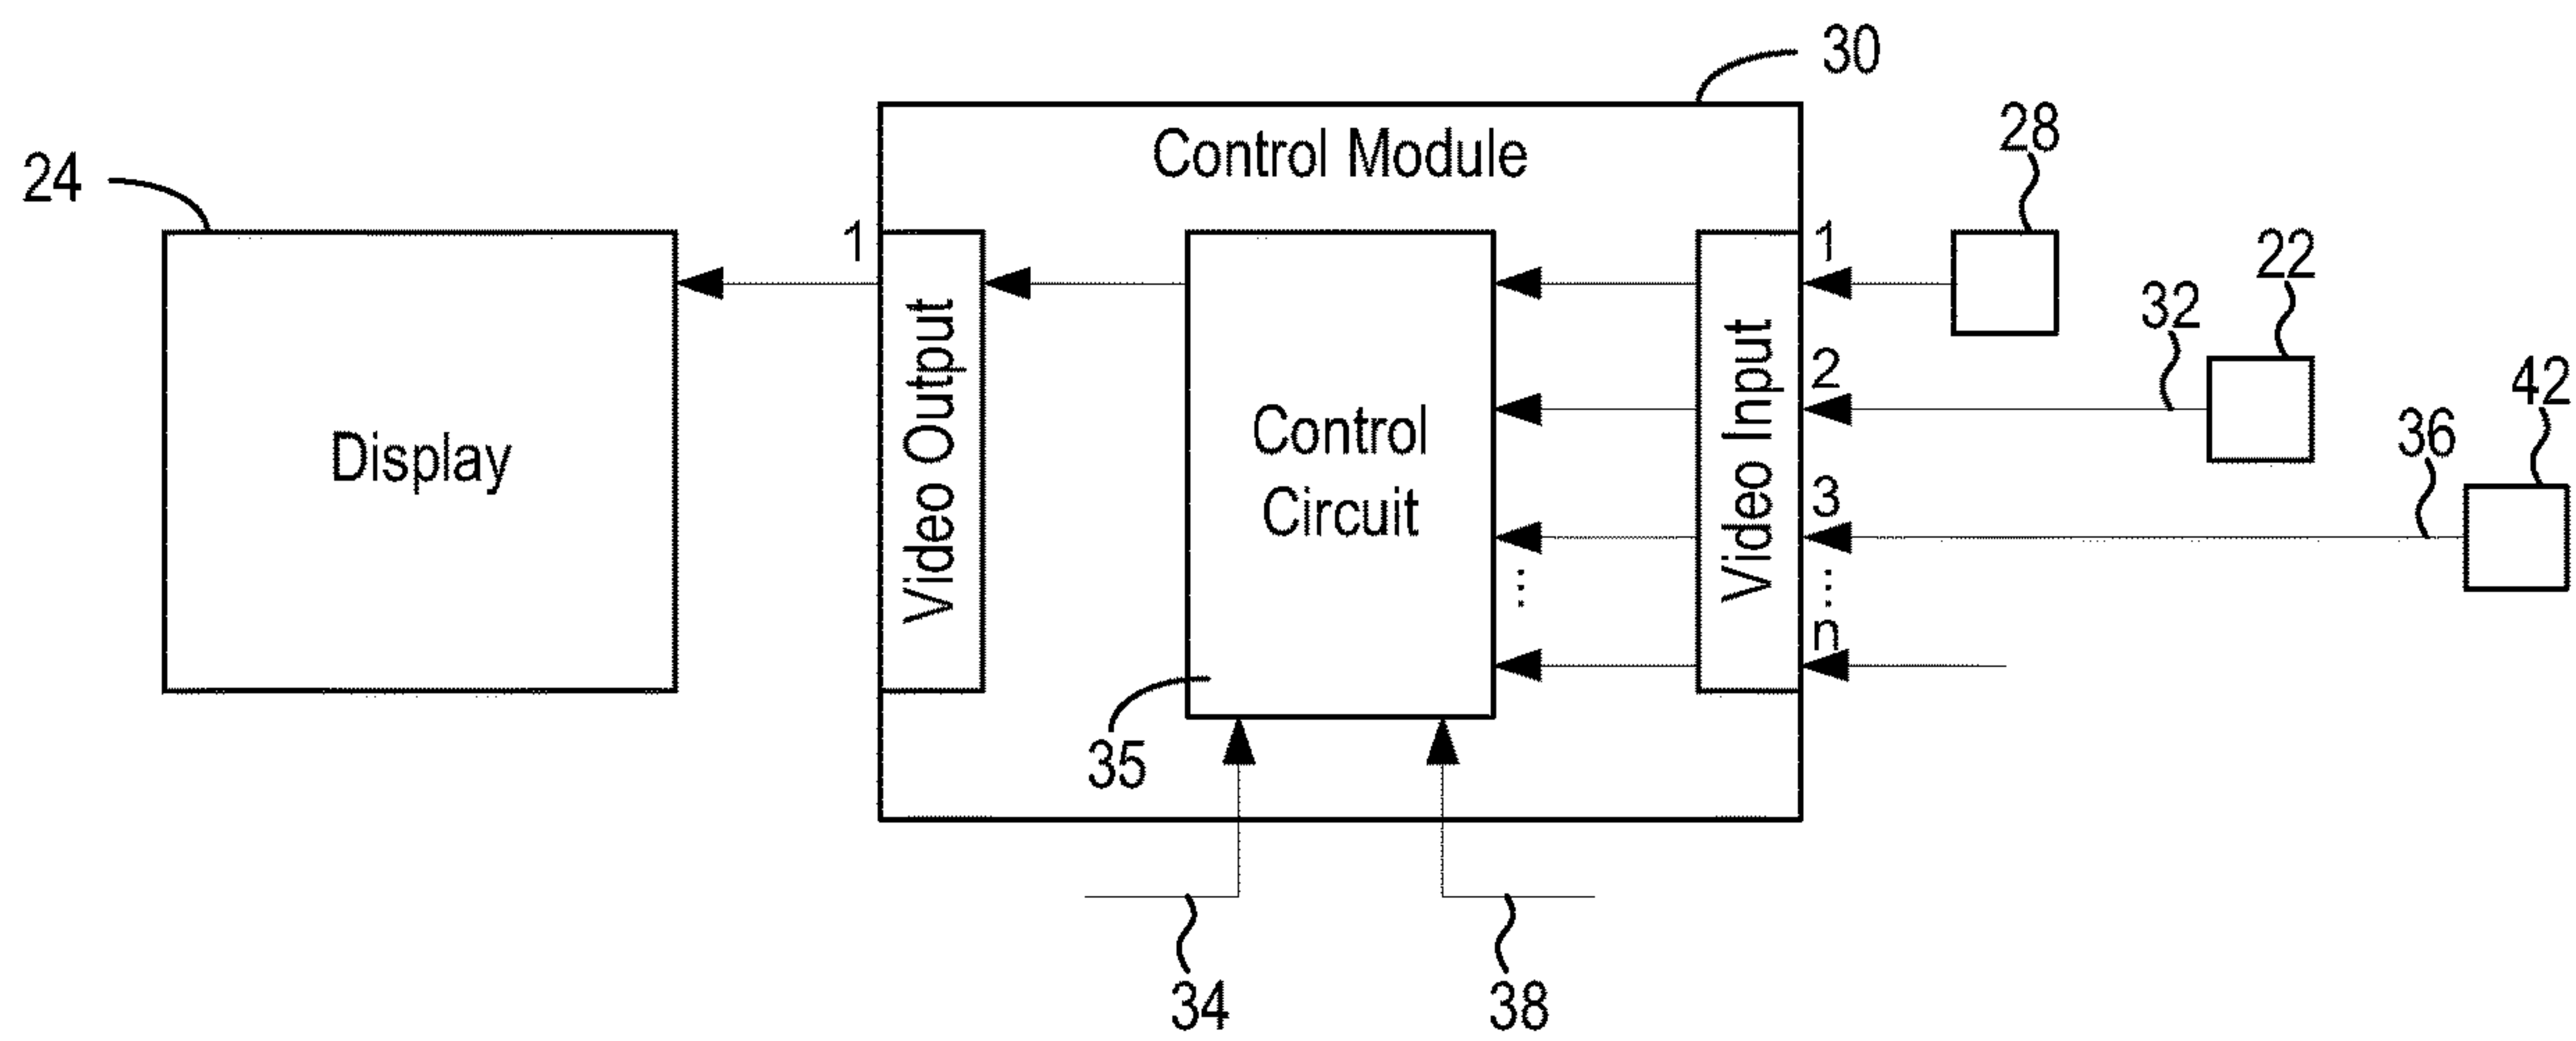 30
Control Module
28
24
1
1
22
32
2
42
36
Display
Video Output
Control
Circuit
Video Input
3
...
...
n
35
34
38